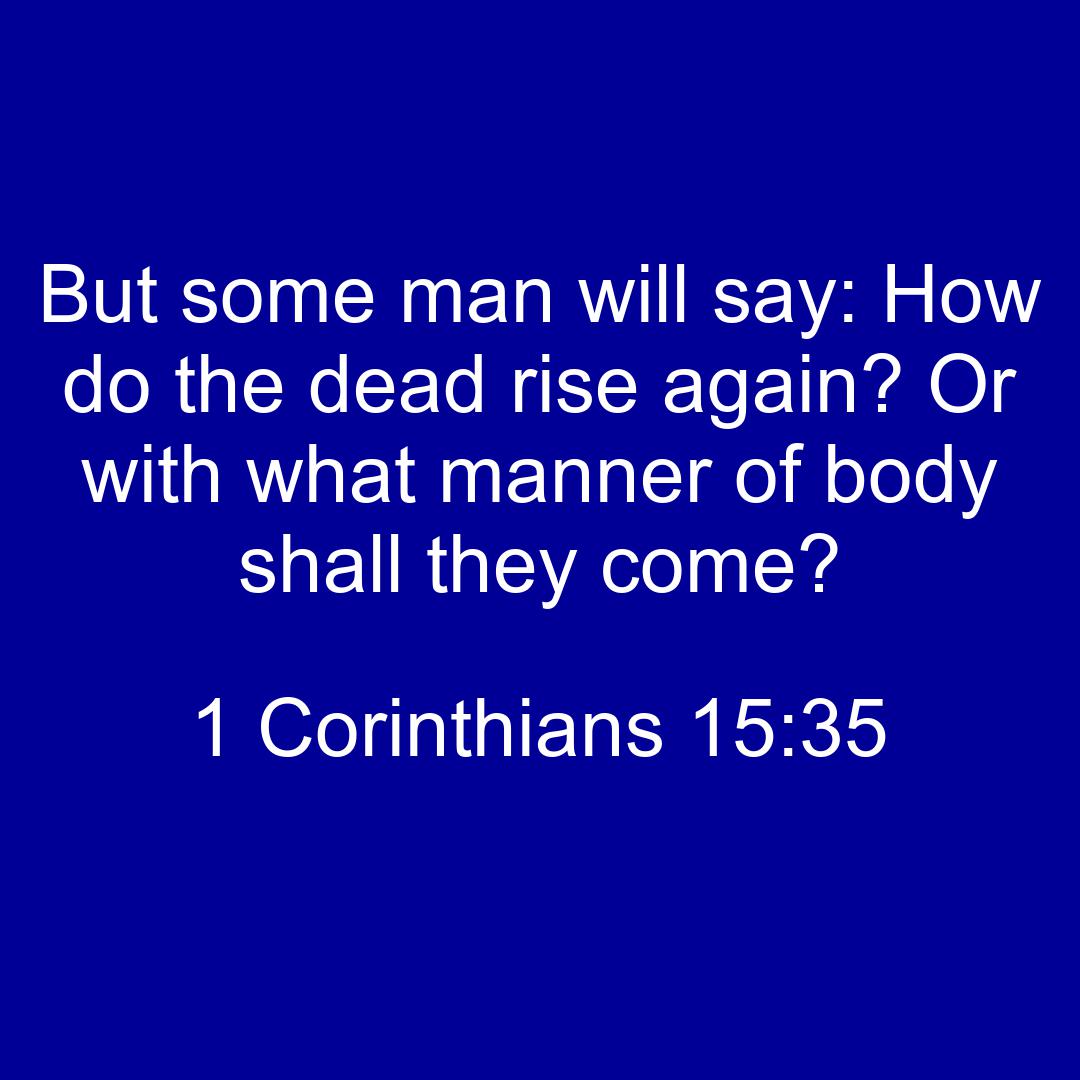 But some man will say: How
do the dead rise again? Or
with what manner of body
shall they come?
1 Corinthians 15:35